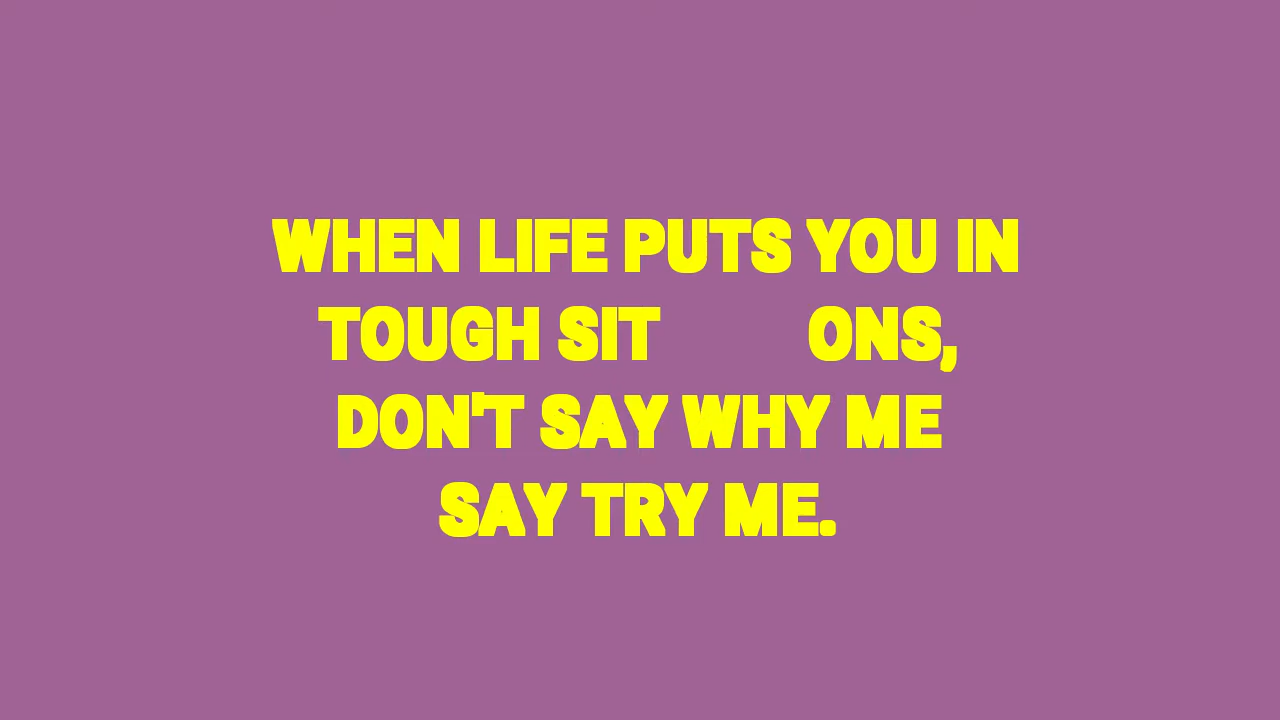 WHEN LIFE PUTS YOU IN
TOUGH SIT ONS,
DON'T SAY WHY ME
SAY TRY ME.